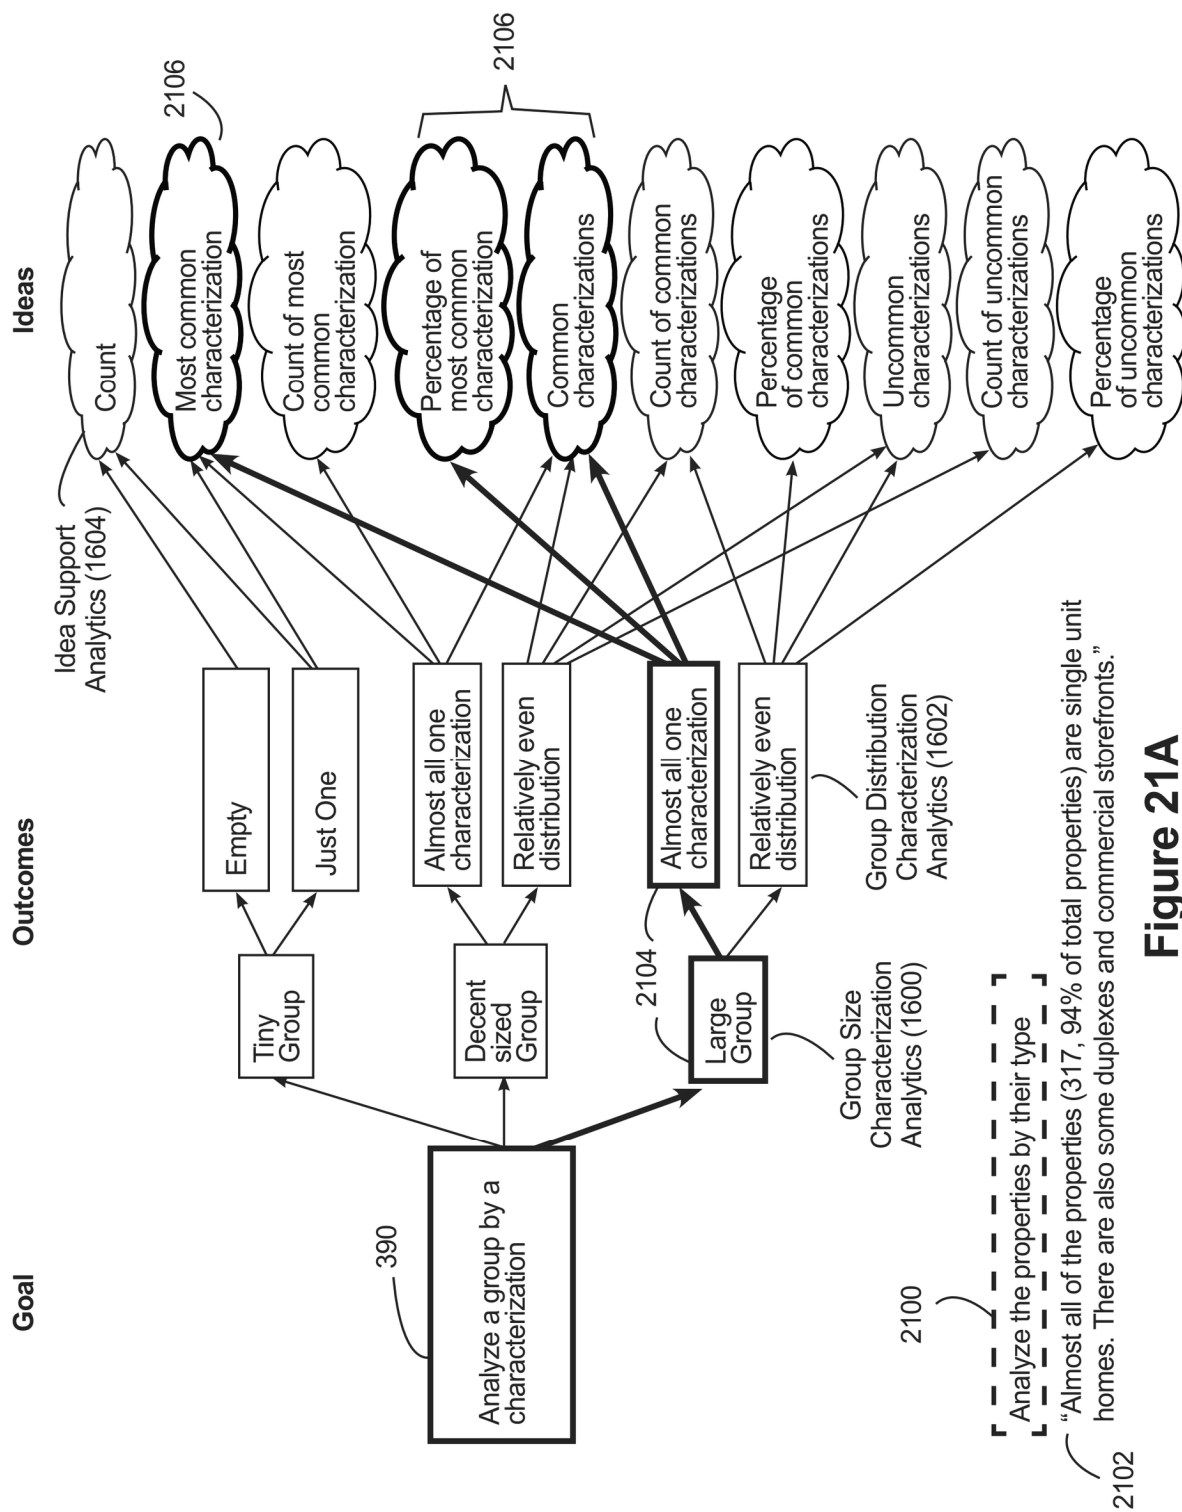 Goal
Outcomes
Ideas
390
Analyze a group by a
characterization
Tiny
Group
Decent
sized
Group
2104
Large
Group
Group Size
Characterization
Analytics (1600)
Empty
Just One
Almost all one
characterization
Relatively even
distribution
Almost all one
characterization
Relatively even
distribution
Group Distribution
Characterization
Analytics (1602)
Idea Support
Analytics (1604)
Count
Most common
characterization
2106
Count of most
common
characterization
Percentage of
most common
characterization
Common
characterizations
2106
Count of common
characterizations
Percentage
of common
characterizations
Uncommon
characterizations
Count of uncommon
characterizations
Percentage
of uncommon
characterizations
2100
Analyze the properties by their type
2102
“Almost all of the properties (317, 94% of total properties) are single unit
homes. There are also some duplexes and commercial storefronts.”
Figure 21A